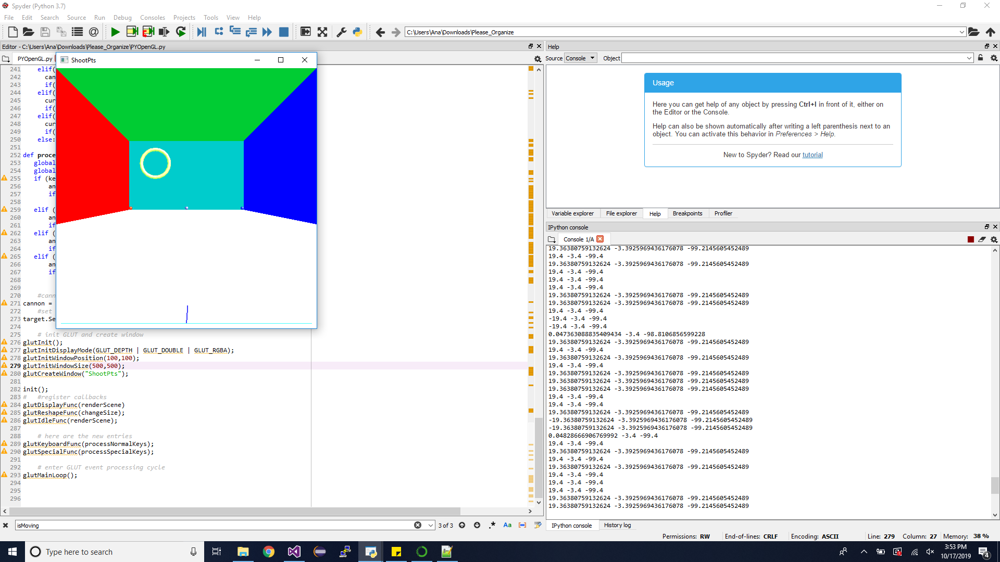 Spyder (Python 3.7)
File Edit Search Source Run Debug Consoles Projects Tools View Help
C:\Users\Ana\Downloads\Please_Organize
Editor - C:\Users\Ana\Downloads\Please_Organize\PYOpenGL.py
PYOpenGL.py
ShootPts
241 elif(
242 can
243 if(
244 elif(
245 cur
246 if(
247 elif(
248 cur
249 if(
250 else:
251
252 def proce
253 global
254 global
255 if (ke
256 an
257 if
258
259 elif (
260 an
261 if
262 elif (
263 an
264 if
265 elif (
266 an
267 if
268
269
270 #cann
271 cannon =
272 #set
273 target.Se
274
275 # init GLUT and create window
276 glutInit();
277 glutInitDisplayMode(GLUT_DEPTH | GLUT_DOUBLE | GLUT_RGBA);
278 glutInitWindowPosition(100,100);
279 glutInitWindowSize(500,500);
280 glutCreateWindow("ShootPts");
281
282 init();
283 # #register callbacks
284 glutDisplayFunc(renderScene)
285 glutReshapeFunc(changeSize);
286 glutIdleFunc(renderScene);
287
288 # here are the new entries
289 glutKeyboardFunc(processNormalKeys);
290 glutSpecialFunc(processSpecialKeys);
291
292 # enter GLUT event processing cycle
293 glutMainLoop();
294
295
296
isMoving
3 of 3
.* Aa
Help
Source Console Object
Usage
Here you can get help of any object by pressing Ctrl+I in front of it, either on
the Editor or the Console.
Help can also be shown automatically after writing a left parenthesis next to an
object. You can activate this behavior in Preferences > Help.
New to Spyder? Read our tutorial
Variable explorer File explorer Help Breakpoints Profiler
IPython console
Console 1/A
19.36380759132624 -3.3925969436176078 -99.2145605452489
19.4 -3.4 -99.4
19.36380759132624 -3.3925969436176078 -99.2145605452489
19.4 -3.4 -99.4
19.4 -3.4 -99.4
19.4 -3.4 -99.4
19.36380759132624 -3.3925969436176078 -99.2145605452489
19.36380759132624 -3.3925969436176078 -99.2145605452489
19.4 -3.4 -99.4
-19.4 -3.4 -99.4
-19.4 -3.4 -99.4
0.047363088835409434 -3.4 -98.8106856599228
19.36380759132624 -3.3925969436176078 -99.2145605452489
19.4 -3.4 -99.4
19.36380759132624 -3.3925969436176078 -99.2145605452489
19.4 -3.4 -99.4
19.36380759132624 -3.3925969436176078 -99.2145605452489
19.36380759132624 -3.3925969436176078 -99.2145605452489
19.36380759132624 -3.3925969436176078 -99.2145605452489
19.4 -3.4 -99.4
19.4 -3.4 -99.4
19.36380759132624 -3.3925969436176078 -99.2145605452489
-19.36380759132624 -3.3925969436176078 -99.2145605452489
-19.36380759132624 -3.3925969436176078 -99.2145605452489
0.04828666906769992 -3.4 -99.4
19.4 -3.4 -99.4
19.36380759132624 -3.3925969436176078 -99.2145605452489
19.4 -3.4 -99.4
19.36380759132624 -3.3925969436176078 -99.2145605452489
19.4 -3.4 -99.4
19.4 -3.4 -99.4
19.4 -3.4 -99.4
19.36380759132624 -3.3925969436176078 -99.2145605452489
19.36380759132624 -3.3925969436176078 -99.2145605452489
IPython console History log
Permissions: RW End-of-lines: CRLF Encoding: ASCII Line: 279 Column: 27 Memory: 38 %
Type here to search
3:53 PM
10/17/2019
4